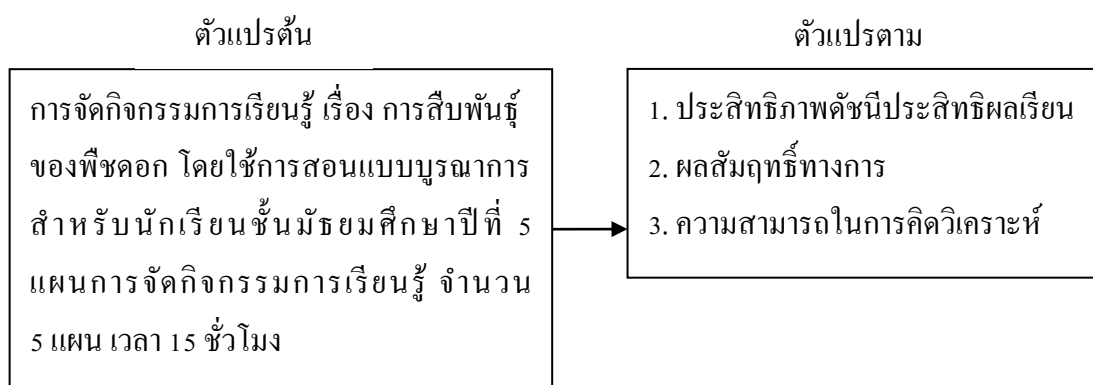 ตัวแปรต้น
การจัดกิจกรรมการเรียนรู้ เรื่อง การสืบพันธุ์
ของพืชดอก โดยใช้การสอนแบบบูรณาการ
สำหรับนักเรียนชั้นมัธยมศึกษาปีที่ 5
แผนการจัดกิจกรรมการเรียนรู้ จำนวน
5 แผน เวลา 15 ชั่วโมง
ตัวแปรตาม
1. ประสิทธิภาพดัชนีประสิทธิผลเรียน
2. ผลสัมฤทธิ์ทางการ
3. ความสามารถในการคิดวิเคราะห์